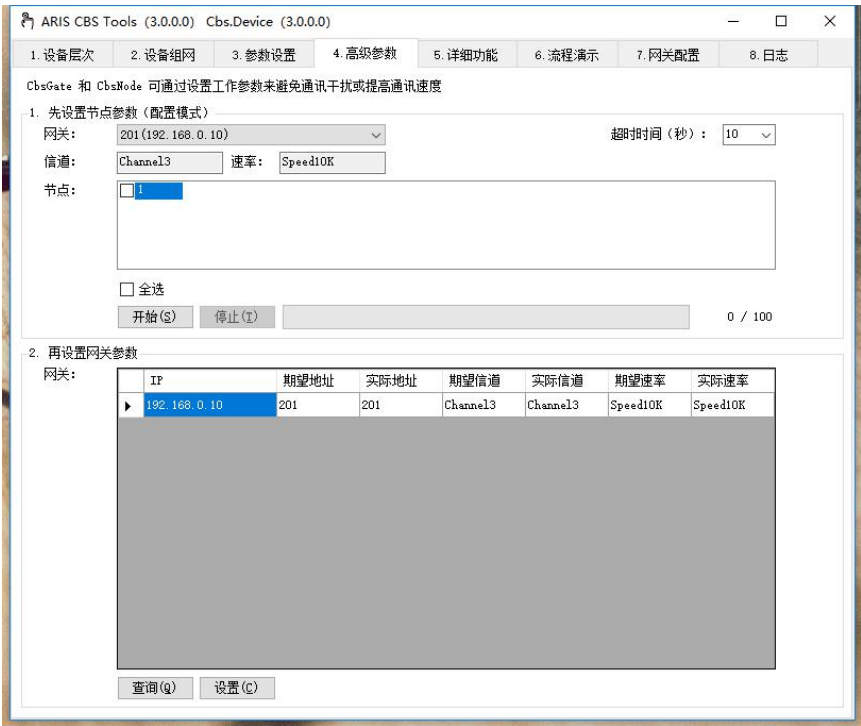 ARIS CBS Tools (3.0.0.0) Cbs.Device (3.0.0.0)
1.设备层次 2.设备组网 3.参数设置 4.高级参数 5.详细功能 6.流程演示 7.网关配置 8.日志
CbsGate 和 CbsNode 可通过设置工作参数来避免通讯干扰或提高通讯速度
1. 先设置节点参数（配置模式）
网关: 201(192.168.0.10) 超时时间（秒）: 10
信道: Channel3 速率: Speed10K
节点: 1
全选
开始(S) 停止(T) 0 / 100
2. 再设置网关参数
网关: IP 期望地址 实际地址 期望信道 实际信道 期望速率 实际速率
192.168.0.10 201 201 Channel3 Channel3 Speed10K Speed10K
查询(Q) 设置(C)